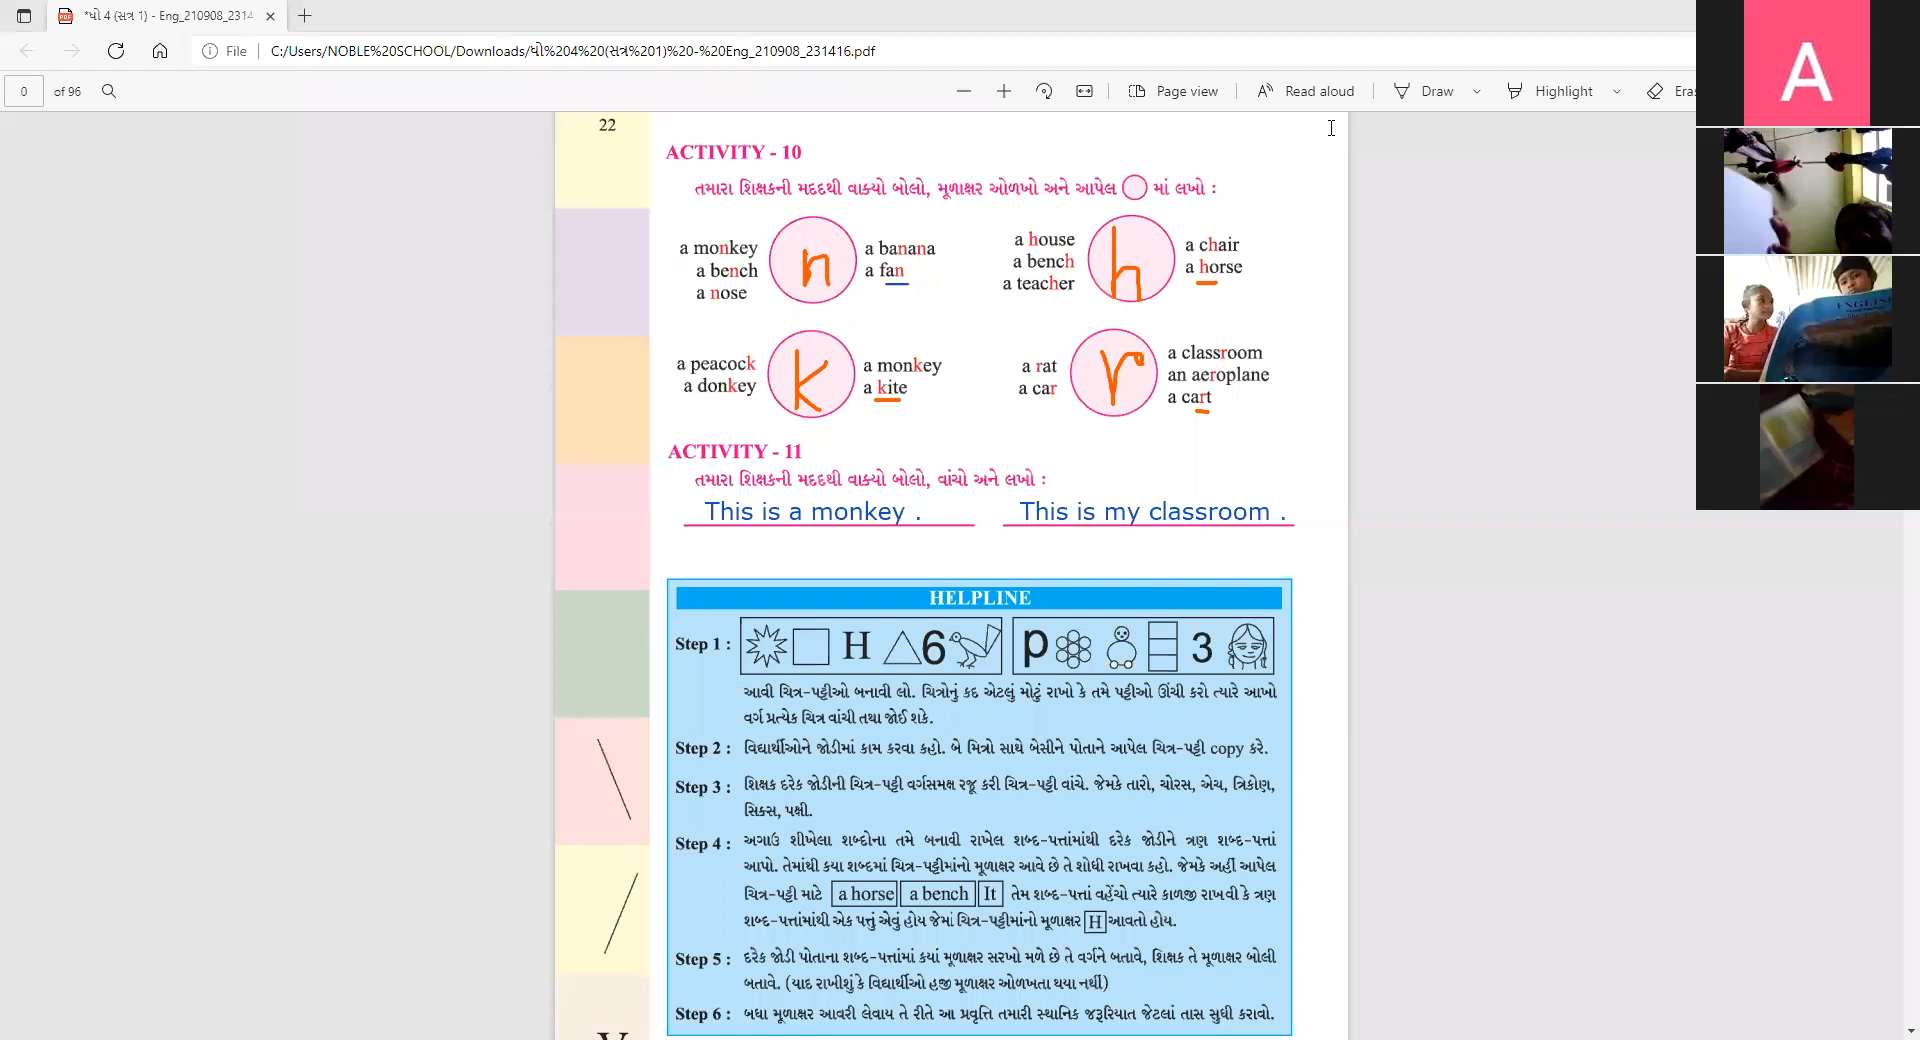 *ધો 4 (સત્ર 1) - Eng_210908_2314
File C:/Users/NOBLE%20SCHOOL/Downloads/ધો%204%20(સત્ર%201)%20-%20Eng_210908_231416.pdf
0 of 96 Page view Read aloud Draw Highlight Eras
A
22
ACTIVITY - 10
તમારા શિક્ષકની મદદથી વાક્યો બોલો, મૂળાક્ષર ઓળખો અને આપેલ માં લખો :
a monkey
a bench
a nose
n
a banana
a fan
a house
a bench
a teacher
h
a chair
a horse
a peacock
a donkey
k
a monkey
a kite
a rat
a car
r
a classroom
an aeroplane
a cart
ACTIVITY - 11
તમારા શિક્ષકની મદદથી વાક્યો બોલો, વાંચો અને લખો :
This is a monkey . This is my classroom .
HELPLINE
Step 1 : H 6 p 3
આવી ચિત્ર-પટ્ટીઓ બનાવી લો. ચિત્રોનું કદ એટલું મોટું રાખો કે તમે પટ્ટીઓ ઊંચી કરો ત્યારે આખો
વર્ગ પ્રત્યેક ચિત્ર વાંચી તથા જોઈ શકે.
Step 2 : વિદ્યાર્થીઓને જોડીમાં કામ કરવા કહો. બે મિત્રો સાથે બેસીને પોતાને આપેલ ચિત્ર-પટ્ટી copy કરે.
Step 3 : શિક્ષક દરેક જોડીની ચિત્ર-પટ્ટી વર્ગસમક્ષ રજૂ કરી ચિત્ર-પટ્ટી વાંચે. જેમકે તારો, ચોરસ, એચ, ત્રિકોણ,
સિક્સ, પક્ષી.
Step 4 : અગાઉ શીખેલા શબ્દોના તમે બનાવી રાખેલ શબ્દ-પત્તાંમાંથી દરેક જોડીને ત્રણ શબ્દ-પત્તાં
આપો. તેમાંથી કયા શબ્દમાં ચિત્ર-પટ્ટીમાંનો મૂળાક્ષર આવે છે તે શોધી રાખવા કહો. જેમકે અહીં આપેલ
ચિત્ર-પટ્ટી માટે a horse a bench It તેમ શબ્દ-પત્તાં વહેંચો ત્યારે કાળજી રાખવી કે ત્રણ
શબ્દ-પત્તાંમાંથી એક પત્તું એવું હોય જેમાં ચિત્ર-પટ્ટીમાંનો મૂળાક્ષર H આવતો હોય.
Step 5 : દરેક જોડી પોતાના શબ્દ-પત્તાંમાં કયાં મૂળાક્ષર સરખો મળે છે તે વર્ગને બતાવે, શિક્ષક તે મૂળાક્ષર બોલી
બતાવે. (યાદ રાખીશું કે વિદ્યાર્થીઓ હજી મૂળાક્ષર ઓળખતા થયા નથી)
Step 6 : બધા મૂળાક્ષર આવરી લેવાય તે રીતે આ પ્રવૃત્તિ તમારી સ્થાનિક જરૂરિયાત જેટલાં તાસ સુધી કરાવો.